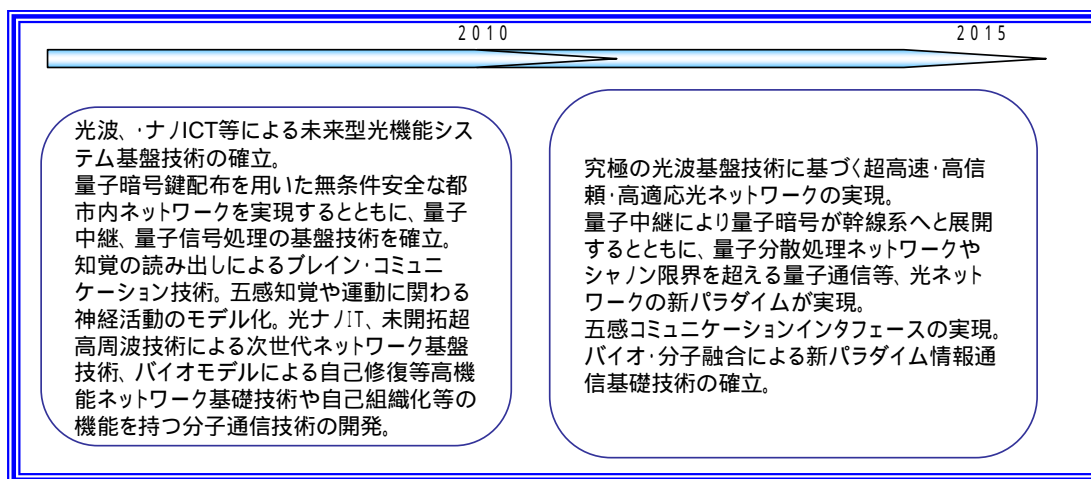 2010
2015
光波、・ナノICT等による未来型光機能シス
テム基盤技術の確立。
量子暗号鍵配布を用いた無条件安全な都
市内ネットワークを実現するとともに、量子
中継、量子信号処理の基盤技術を確立。
知覚の読み出しによるブレイン・コミュニ
ケーション技術。五感知覚や運動に関わる
神経活動のモデル化。光ナノIT、未開拓超
高周波技術による次世代ネットワーク基盤
技術、バイオモデルによる自己修復等高機
能ネットワーク基礎技術や自己組織化等の
機能を持つ分子通信技術の開発。
究極の光波基盤技術に基づく超高速・高信
頼・高適応光ネットワークの実現。
量子中継により量子暗号が幹線系へと展開
するとともに、量子分散処理ネットワークや
シャノン限界を超える量子通信等、光ネット
ワークの新パラダイムが実現。
五感コミュニケーションインタフェースの実現。
バイオ・分子融合による新パラダイム情報通
信基礎技術の確立。